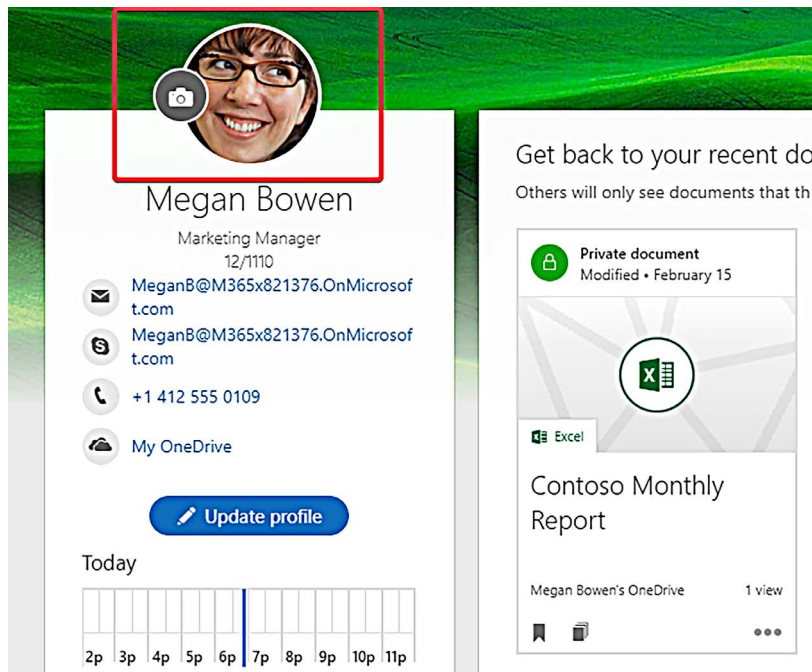 Megan Bowen
Marketing Manager
12/1110
MeganB@M365x821376.OnMicrosof
t.com
MeganB@M365x821376.OnMicrosof
t.com
+1 412 555 0109
My OneDrive
Update profile
Today
2p 3p 4p 5p 6p 7p 8p 9p 10p 11p
Get back to your recent do
Others will only see documents that th
Private document
Modified • February 15
Excel
Contoso Monthly
Report
Megan Bowen's OneDrive 1 view